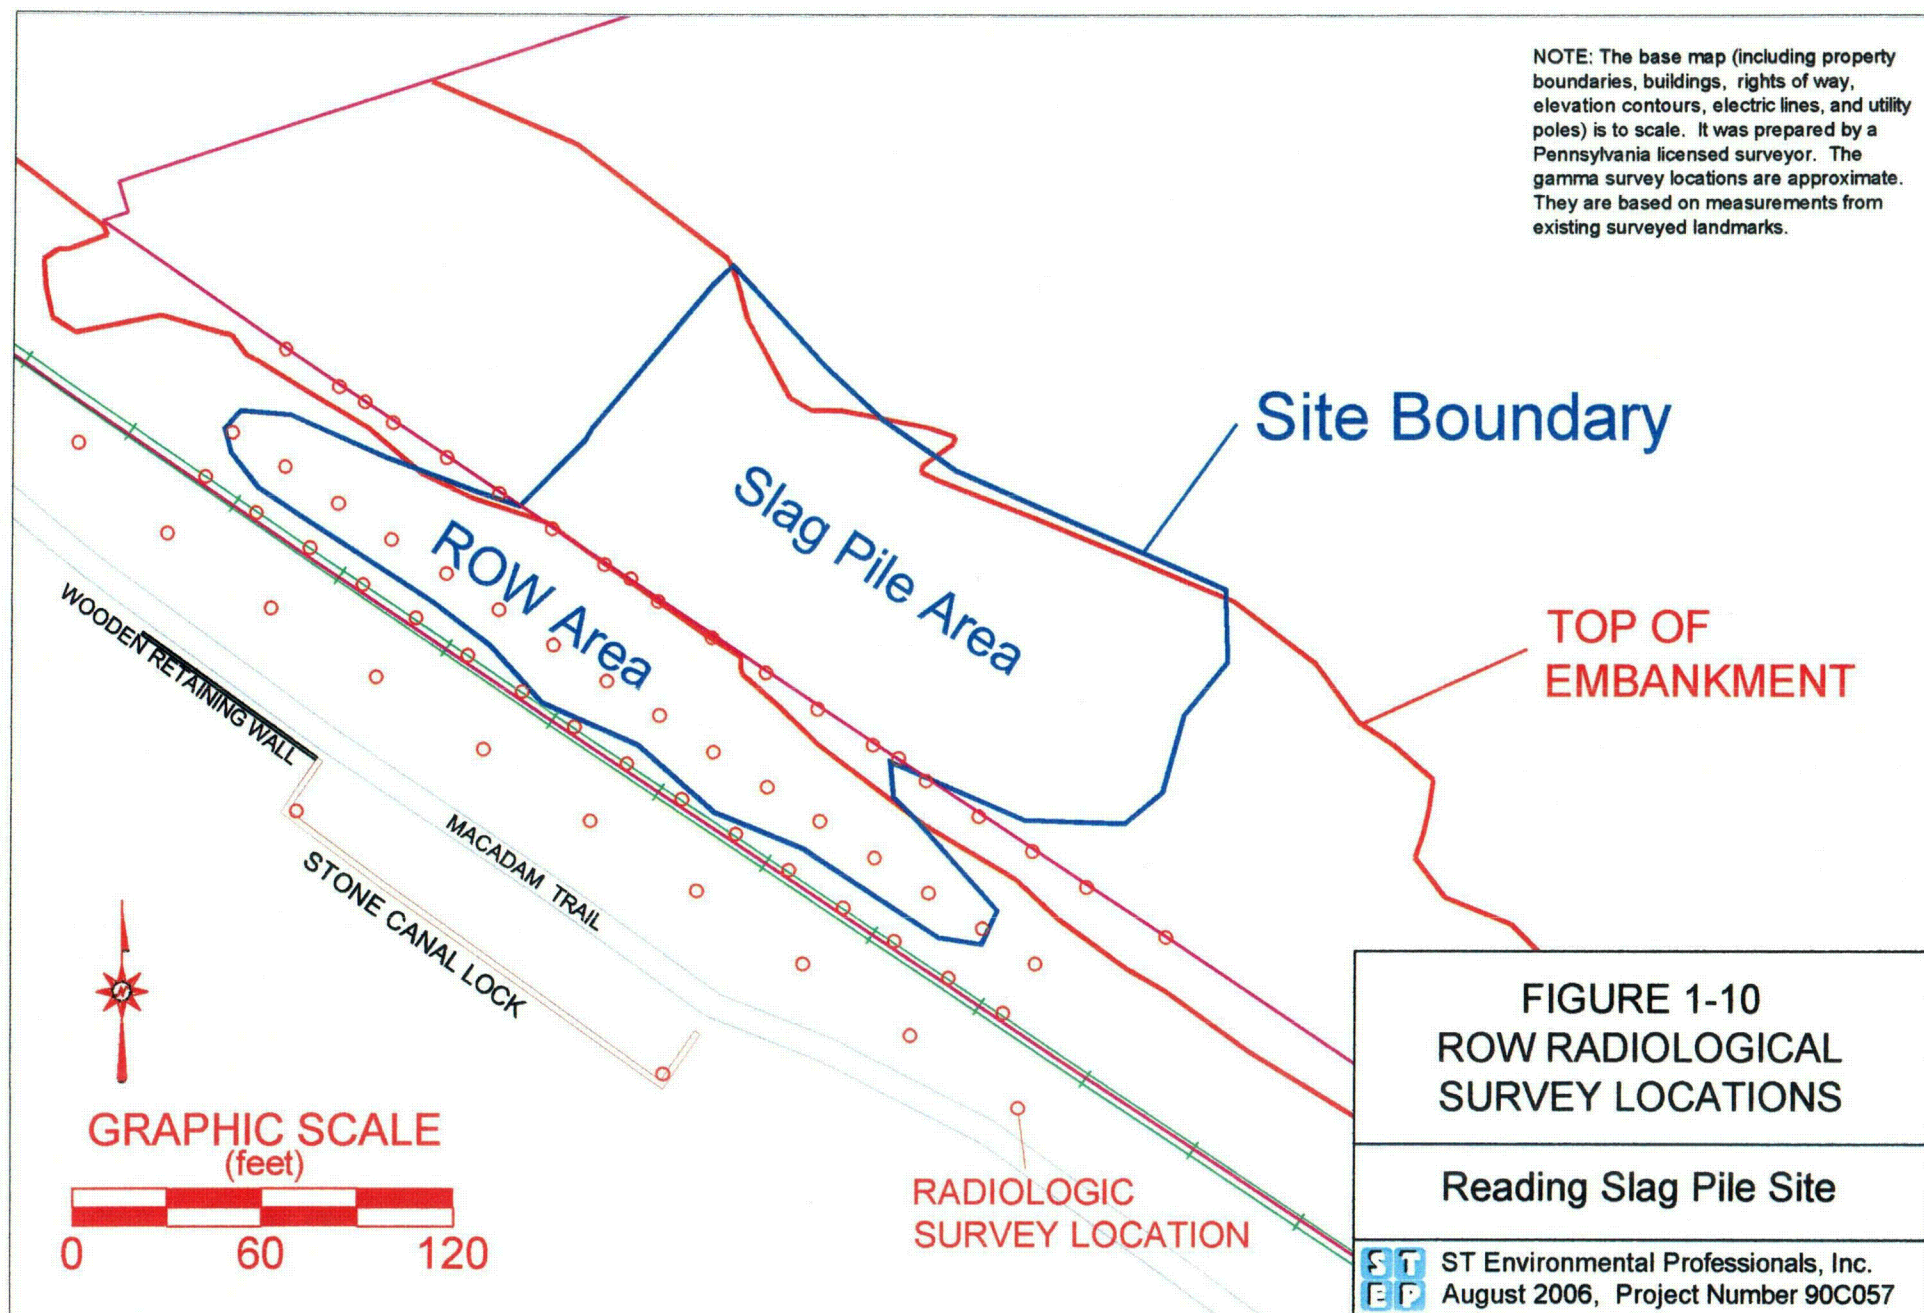 NOTE: The base map (including property
boundaries, buildings, rights of way,
elevation contours, electric lines, and utility
poles) is to scale. It was prepared by a
Pennsylvania licensed surveyor. The
gamma survey locations are approximate.
They are based on measurements from
existing surveyed landmarks.
Site Boundary
Slag Pile Area
ROW Area
TOP OF
EMBANKMENT
WOODEN RETAINING WALL
MACADAM TRAIL
STONE CANAL LOCK
N
GRAPHIC SCALE
(feet)
0 60 120
RADIOLOGIC
SURVEY LOCATION
FIGURE 1-10
ROW RADIOLOGICAL
SURVEY LOCATIONS
Reading Slag Pile Site
ST
EP
ST Environmental Professionals, Inc.
August 2006, Project Number 90C057